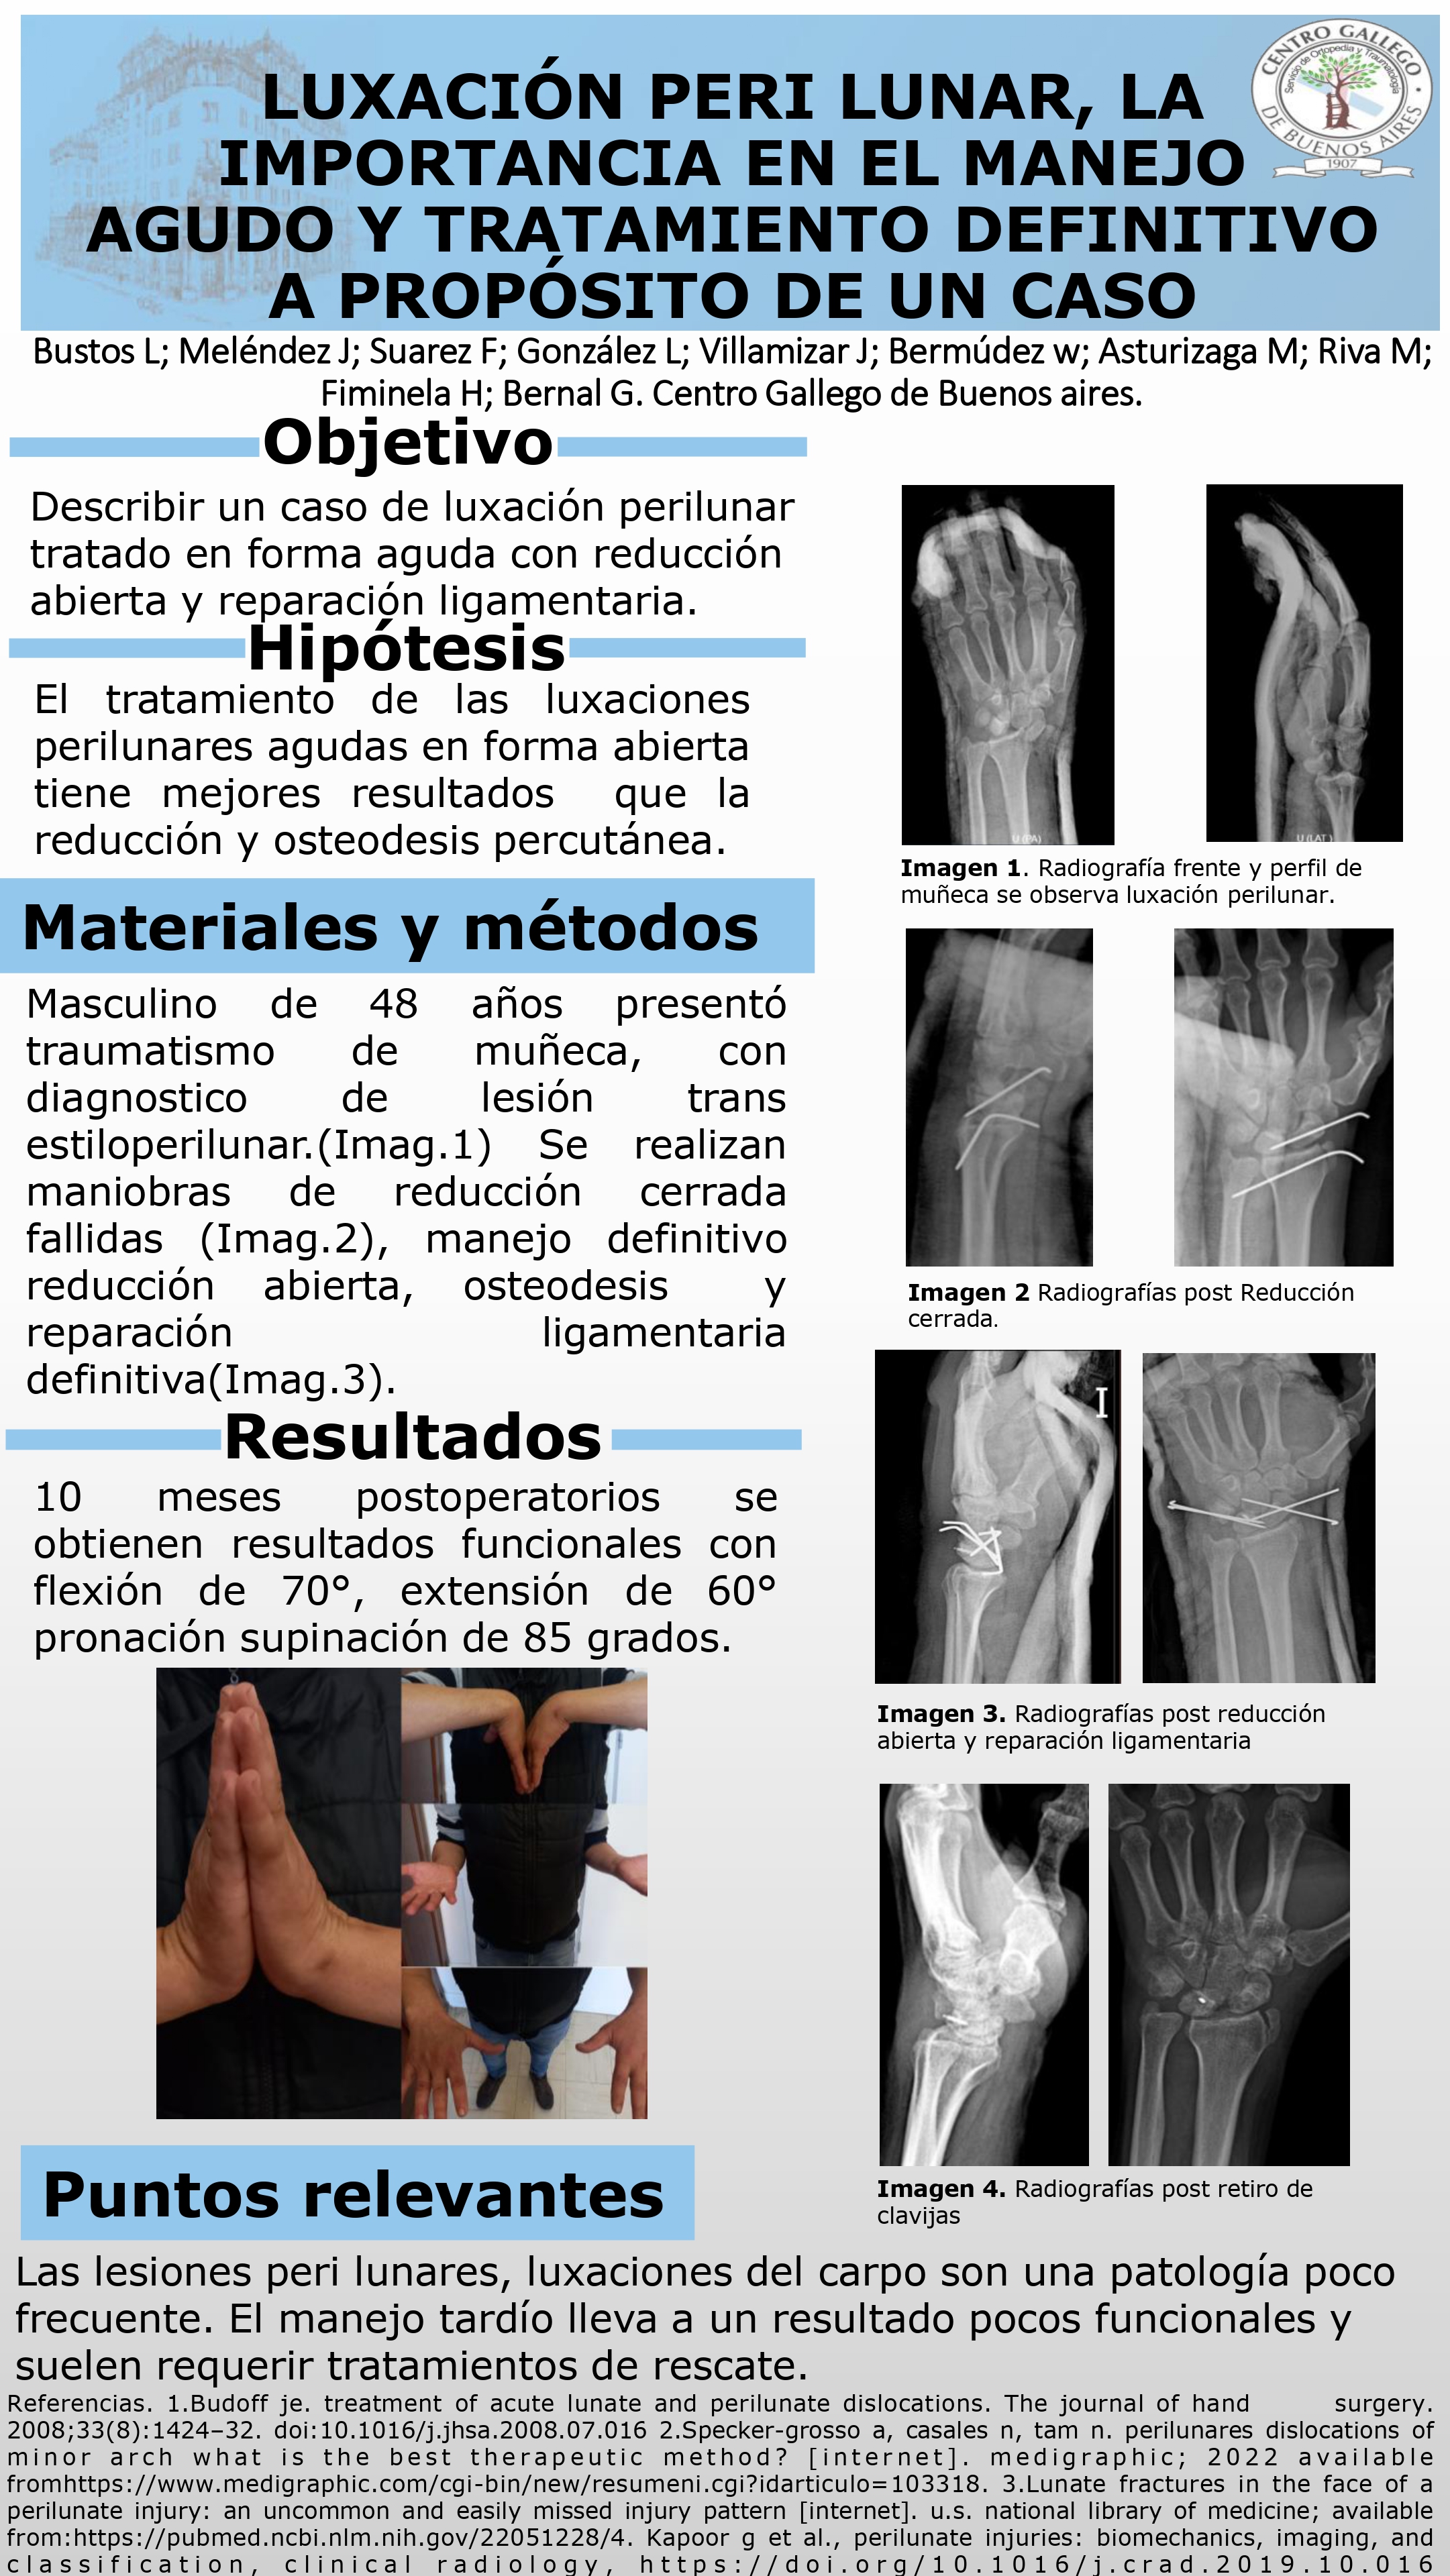 LUXACIÓN PERI LUNAR, LA
IMPORTANCIA EN EL MANEJO
AGUDO Y TRATAMIENTO DEFINITIVO
A PROPÓSITO DE UN CASO
CENTRO GALLEGO
Servicio de Ortopedia y Traumatología
DE BUENOS AIRES
1907
Bustos L; Meléndez J; Suarez F; González L; Villamizar J; Bermúdez w; Asturizaga M; Riva M;
Fiminela H; Bernal G. Centro Gallego de Buenos aires.
Objetivo
Describir un caso de luxación perilunar
tratado en forma aguda con reducción
abierta y reparación ligamentaria.
Hipótesis
El tratamiento de las luxaciones
perilunares agudas en forma abierta
tiene mejores resultados que la
reducción y osteodesis percutánea.
Materiales y métodos
Masculino de 48 años presentó
traumatismo de muñeca, con
diagnostico de lesión trans
estiloperilunar.(Imag.1) Se realizan
maniobras de reducción cerrada
fallidas (Imag.2), manejo definitivo
reducción abierta, osteodesis y
reparación ligamentaria
definitiva(Imag.3).
Resultados
10 meses postoperatorios se
obtienen resultados funcionales con
flexión de 70°, extensión de 60°
pronación supinación de 85 grados.
U (PA)
U (LAT)
Imagen 1. Radiografía frente y perfil de
muñeca se observa luxación perilunar.
Imagen 2 Radiografías post Reducción
cerrada.
I
Imagen 3. Radiografías post reducción
abierta y reparación ligamentaria
Imagen 4. Radiografías post retiro de
clavijas
Puntos relevantes
Las lesiones peri lunares, luxaciones del carpo son una patología poco
frecuente. El manejo tardío lleva a un resultado pocos funcionales y
suelen requerir tratamientos de rescate.
Referencias. 1.Budoff je. treatment of acute lunate and perilunate dislocations. The journal of hand surgery.
2008;33(8):1424–32. doi:10.1016/j.jhsa.2008.07.016 2.Specker-grosso a, casales n, tam n. perilunares dislocations of
minor arch what is the best therapeutic method? [internet]. medigraphic; 2022 available
fromhttps://www.medigraphic.com/cgi-bin/new/resumeni.cgi?idarticulo=103318. 3.Lunate fractures in the face of a
perilunate injury: an uncommon and easily missed injury pattern [internet]. u.s. national library of medicine; available
from:https://pubmed.ncbi.nlm.nih.gov/22051228/4. Kapoor g et al., perilunate injuries: biomechanics, imaging, and
classification, clinical radiology, https://doi.org/10.1016/j.crad.2019.10.016